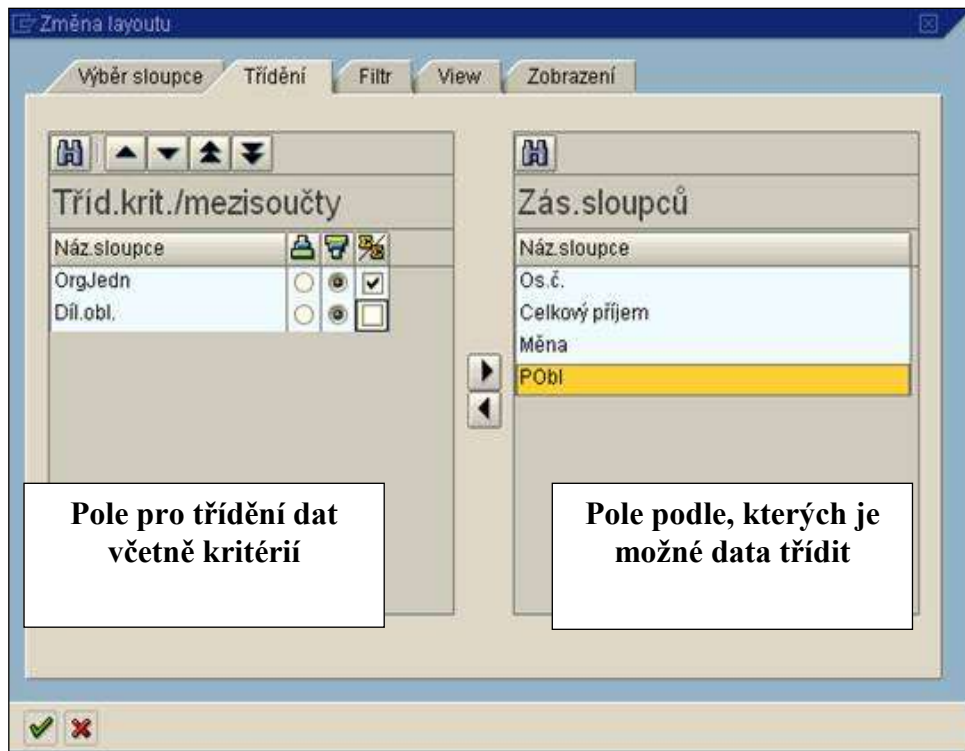 Změna layoutu
Výběr sloupce Třídění Filtr View Zobrazení
Tříd.krit./mezisoučty
Náz.sloupce
OrgJedn
Díl.obl.
Zás.sloupců
Náz.sloupce
Os.č.
Celkový příjem
Měna
PObl
Pole pro třídění dat
včetně kritérií
Pole podle, kterých je
možné data třídit